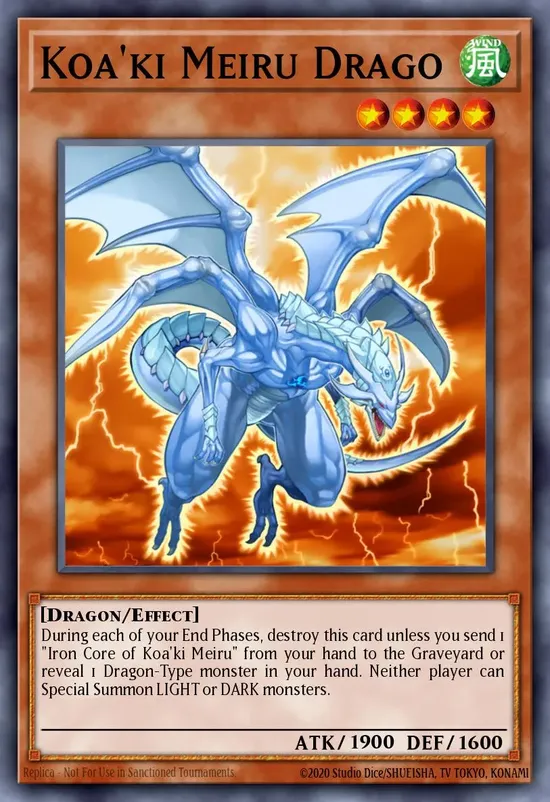 Koa'ki Meiru Drago
WIND
風
[Dragon/Effect]
During each of your End Phases, destroy this card unless you send 1
"Iron Core of Koa'ki Meiru" from your hand to the Graveyard or
reveal 1 Dragon-Type monster in your hand. Neither player can
Special Summon LIGHT or DARK monsters.
ATK/ 1900 DEF/ 1600
Replica - Not For Use in Sanctioned Tournaments
©2020 Studio Dice/SHUEISHA, TV TOKYO, KONAMI